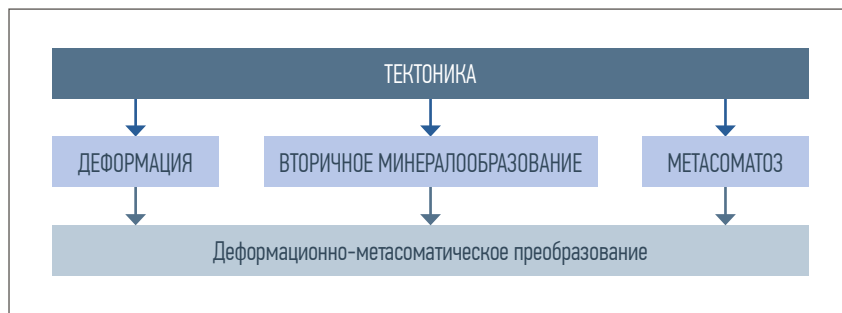 ТЕКТОНИКА
ДЕФОРМАЦИЯ
ВТОРИЧНОЕ МИНЕРАЛООБРАЗОВАНИЕ
МЕТАСОМАТОЗ
Деформационно-метасоматическое преобразование